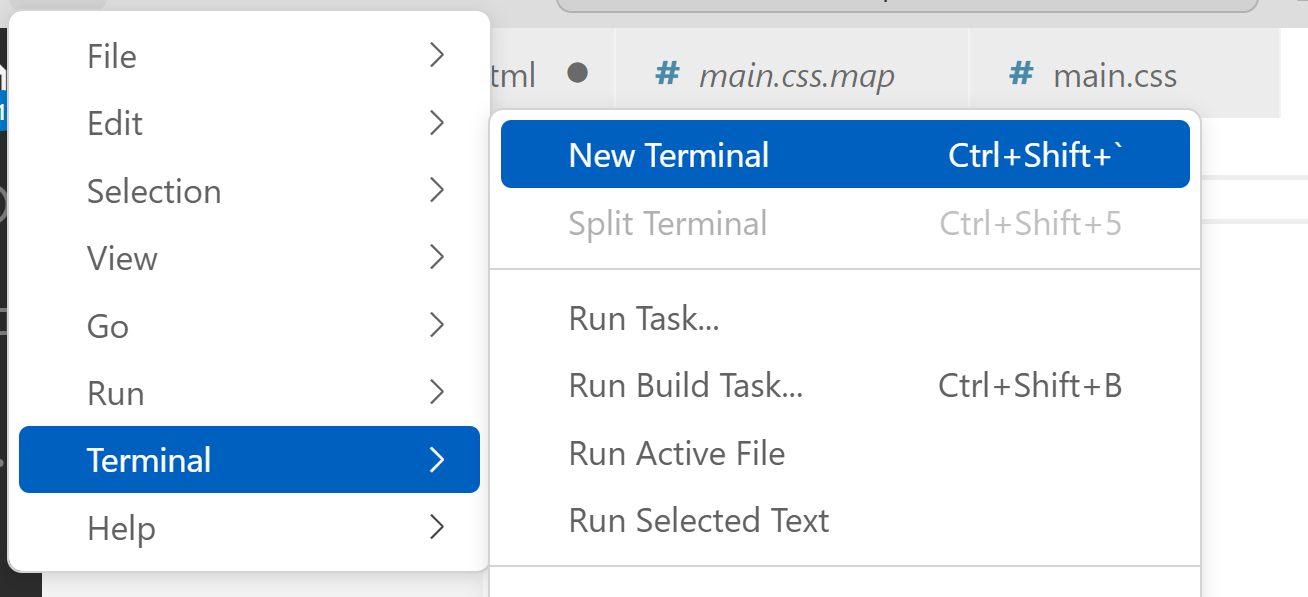 File
Edit
Selection
View
Go
Run
Terminal
Help
tml
# main.css.map
# main.css
New Terminal Ctrl+Shift+`
Split Terminal Ctrl+Shift+5
Run Task...
Run Build Task... Ctrl+Shift+B
Run Active File
Run Selected Text